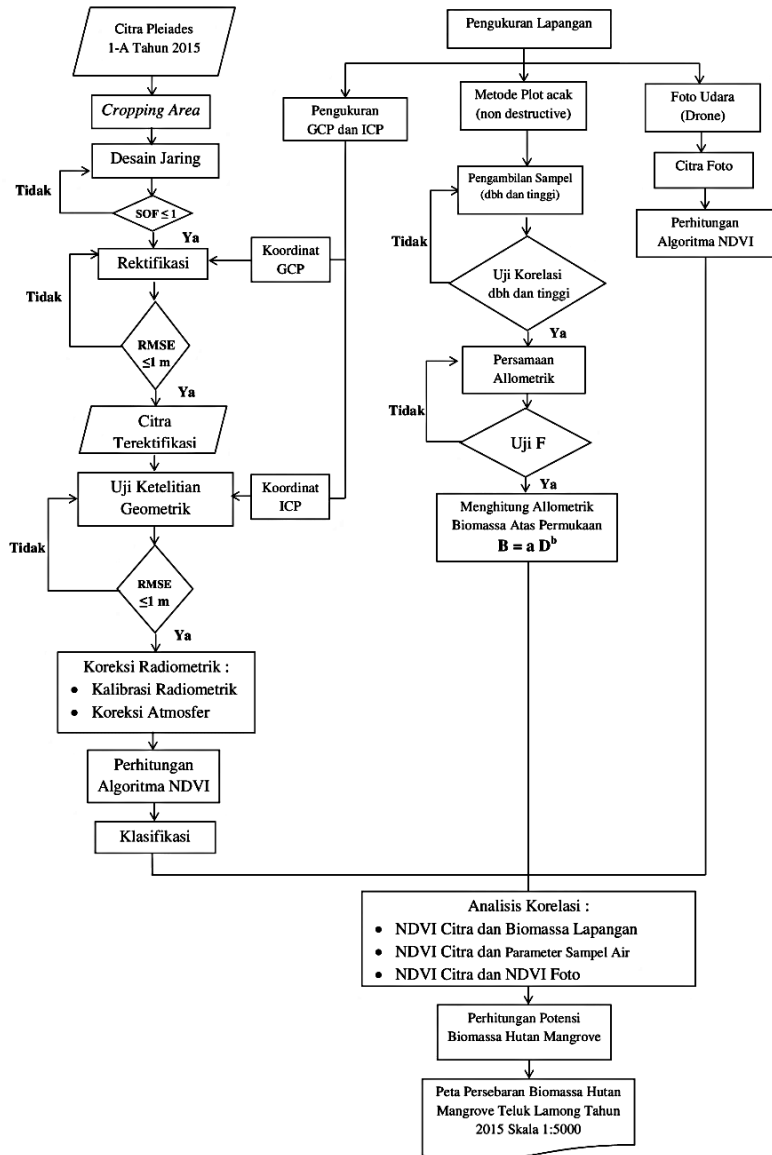 Citra Pleiades
1-A Tahun 2015
Cropping Area
Desain Jaring
Tidak
SOF ≤ 1
Ya
Rektifikasi
Tidak
RMSE
≤1 m
Ya
Citra
Terektifikasi
Uji Ketelitian
Geometrik
Tidak
RMSE
≤1 m
Ya
Koreksi Radiometrik :
• Kalibrasi Radiometrik
• Koreksi Atmosfer
Perhitungan
Algoritma NDVI
Klasifikasi
Pengukuran Lapangan
Pengukuran
GCP dan ICP
Koordinat
GCP
Koordinat
ICP
Metode Plot acak
(non destructive)
Pengambilan Sampel
(dbh dan tinggi)
Tidak
Uji Korelasi
dbh dan tinggi
Ya
Persamaan
Allometrik
Tidak
Uji F
Ya
Menghitung Allometrik
Biomassa Atas Permukaan
B = a D^b
Foto Udara
(Drone)
Citra Foto
Perhitungan
Algoritma NDVI
Analisis Korelasi :
• NDVI Citra dan Biomassa Lapangan
• NDVI Citra dan Parameter Sampel Air
• NDVI Citra dan NDVI Foto
Perhitungan Potensi
Biomassa Hutan Mangrove
Peta Persebaran Biomassa Hutan
Mangrove Teluk Lamong Tahun
2015 Skala 1:5000